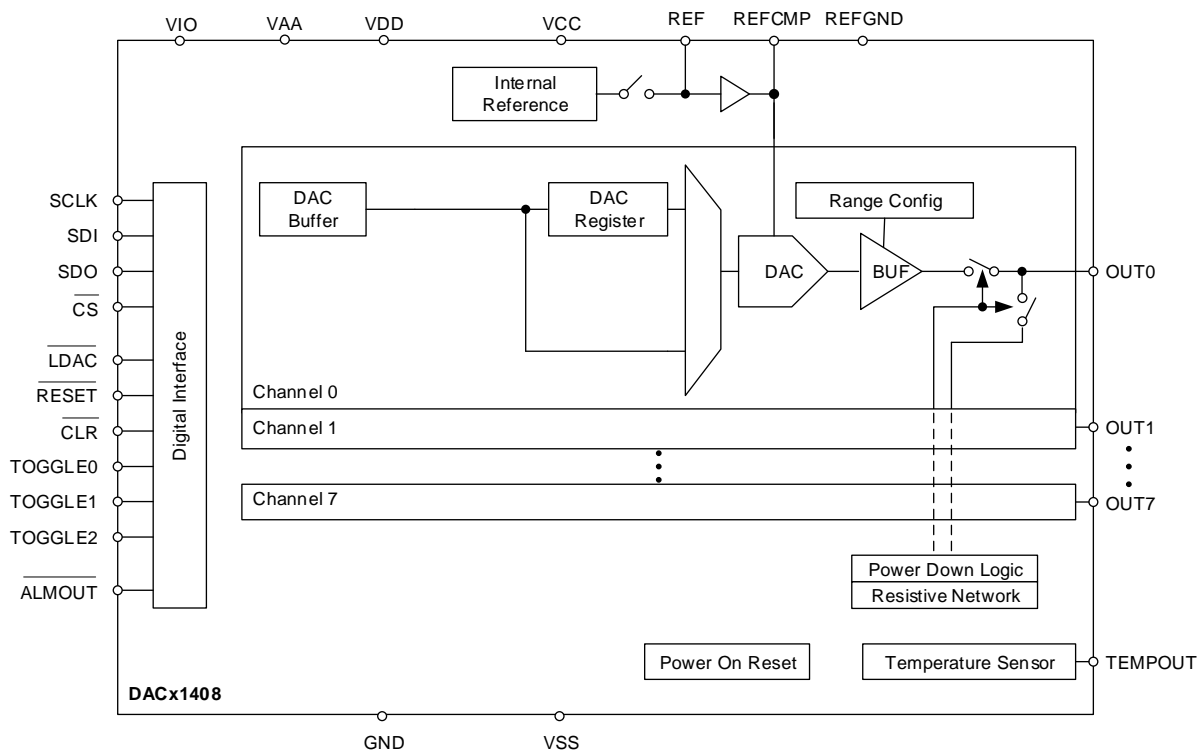 VIO
VAA
VDD
VCC
REF
REFCMP
REFGND
Internal
Reference
SCLK
SDI
SDO
CS
LDAC
RESET
CLR
TOGGLE0
TOGGLE1
TOGGLE2
ALMOUT
Digital Interface
DAC
Buffer
DAC
Register
Range Config
DAC
BUF
OUT0
Channel 0
Channel 1
OUT1
Channel 7
OUT7
Power Down Logic
Resistive Network
Power On Reset
Temperature Sensor
TEMPOUT
DACx1408
GND
VSS